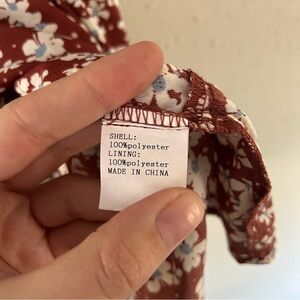 SHELL:
100%polyester
LINING:
100%polyester
MADE IN CHINA